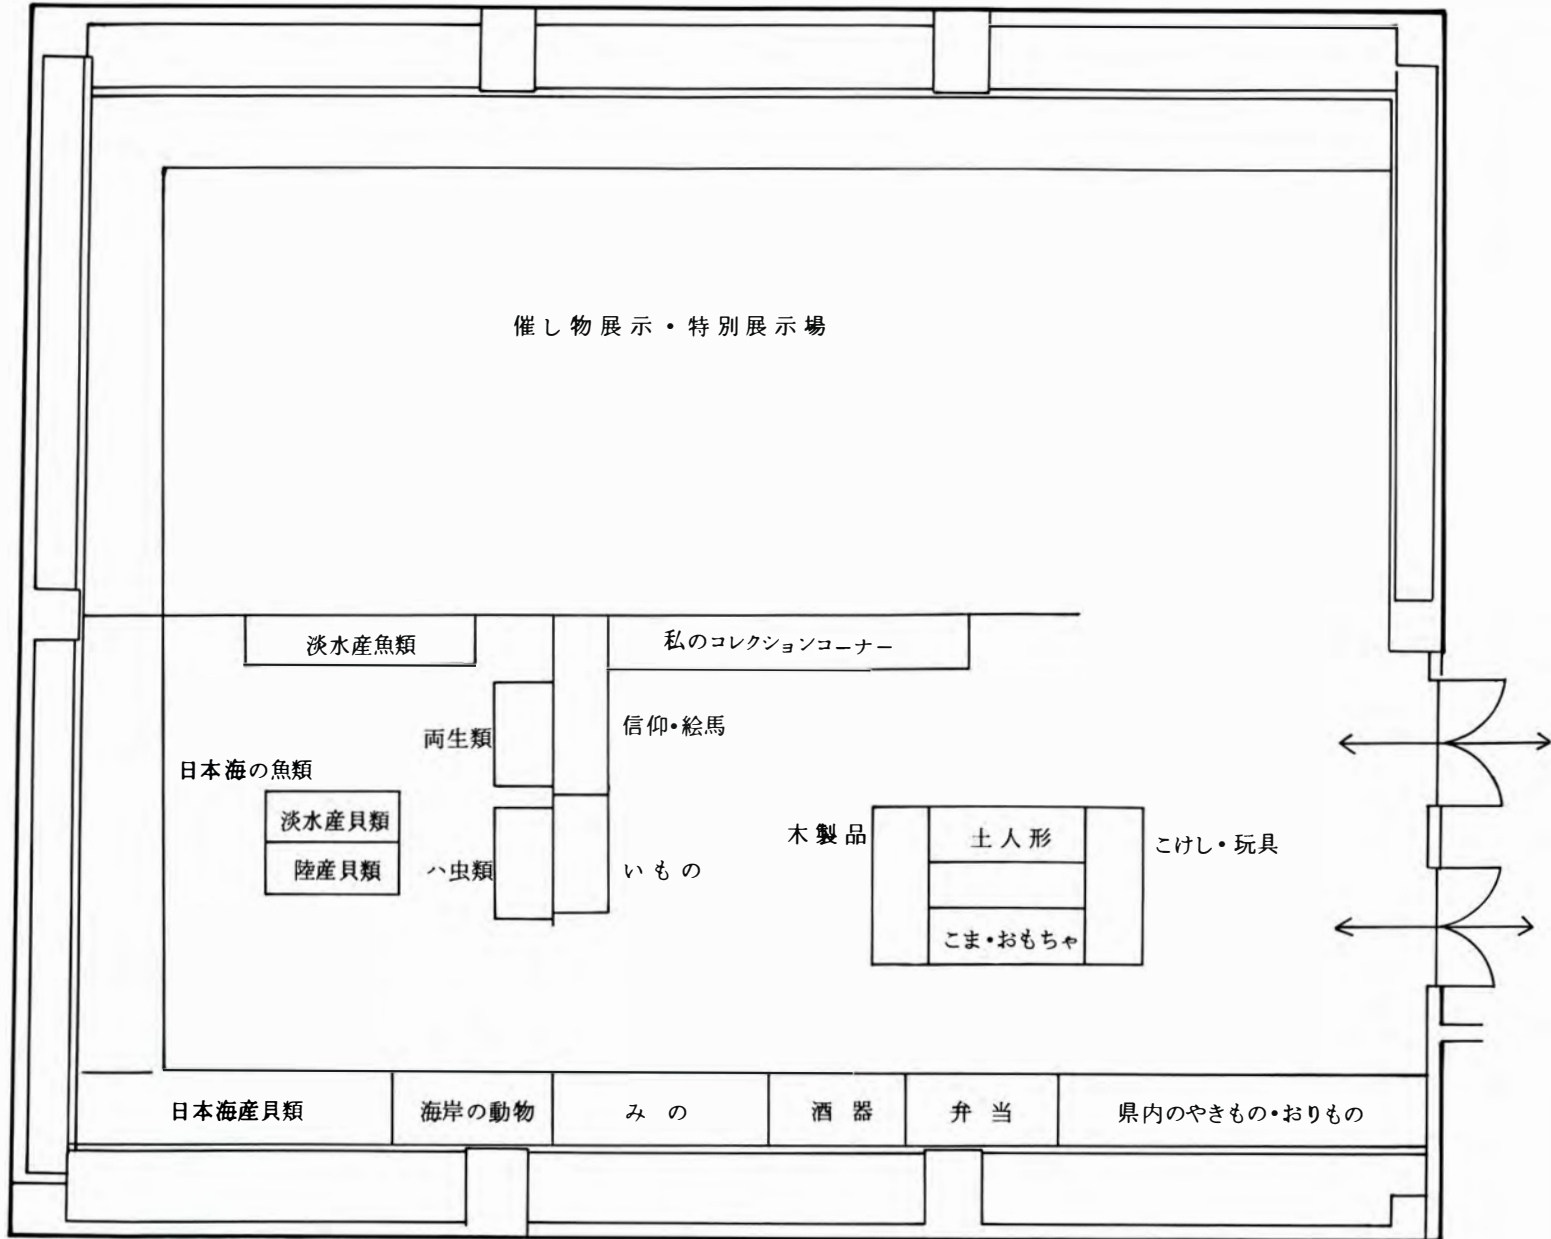 催し物展示・特別展示場
淡水産魚類
私のコレクションコーナー
両生類
信仰・絵馬
日本海の魚類
淡水産貝類
陸産貝類
ハ虫類
いもの
木製品
土人形
こけし・玩具
こま・おもちゃ
日本海産貝類
海岸の動物
みの
酒器
弁当
県内のやきもの・おりもの